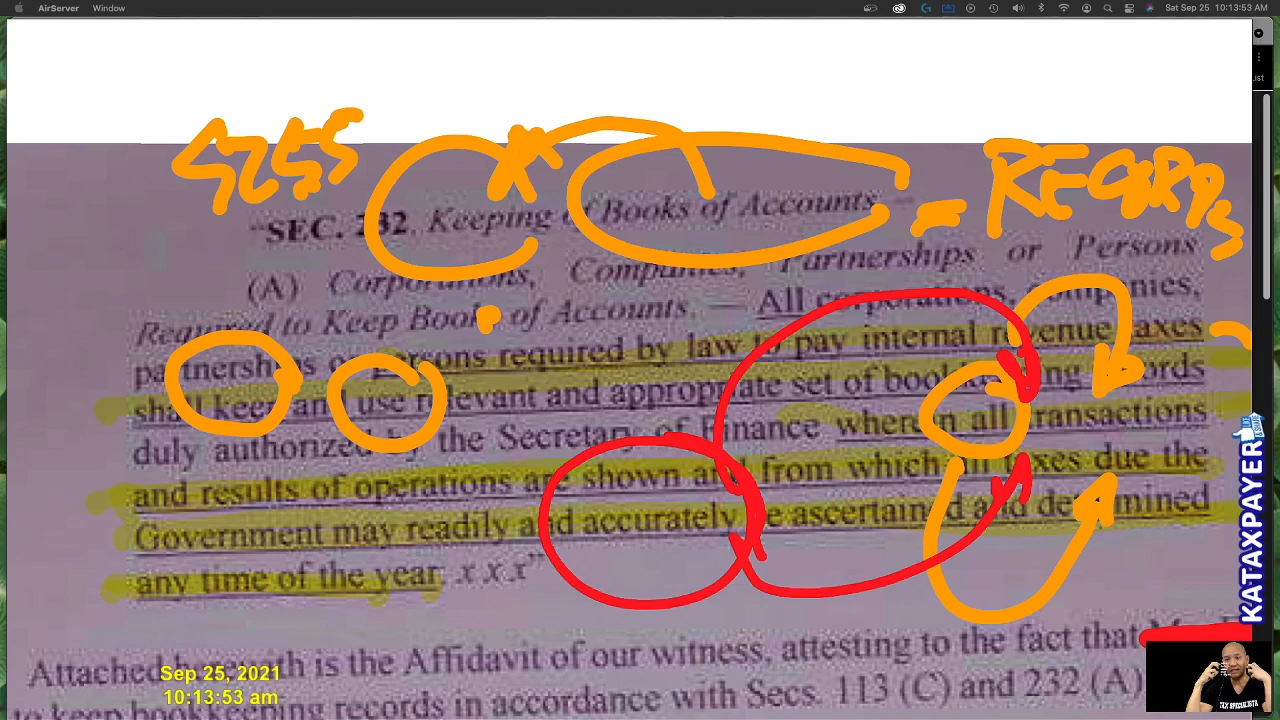 AirServer Window Sat Sep 25 10:13:53 AM
List
RECORDS
"SEC. 232. Keeping of Books of Accounts. –
(A) Corporations, Companies, Partnerships or Persons
Required to Keep Books of Accounts. — All corporations, companies,
partnerships or persons required by law to pay internal revenue taxes
shall keep and use relevant and appropriate set of bookkeeping records
duly authorized by the Secretary of Finance wherein all transactions
and results of operations are shown and from which all taxes due the
Government may readily and accurately be ascertained and determined
any time of the year. x x x"
Attached herewith is the Affidavit of our witness, attesting to the fact that
to keep bookkeeping records in accordance with Secs. 113 (C) and 232 (A)
Sep 25, 2021
10:13:53 am
LIKE & SHARE
KATAXPAYER
TAX SPECIALISTA